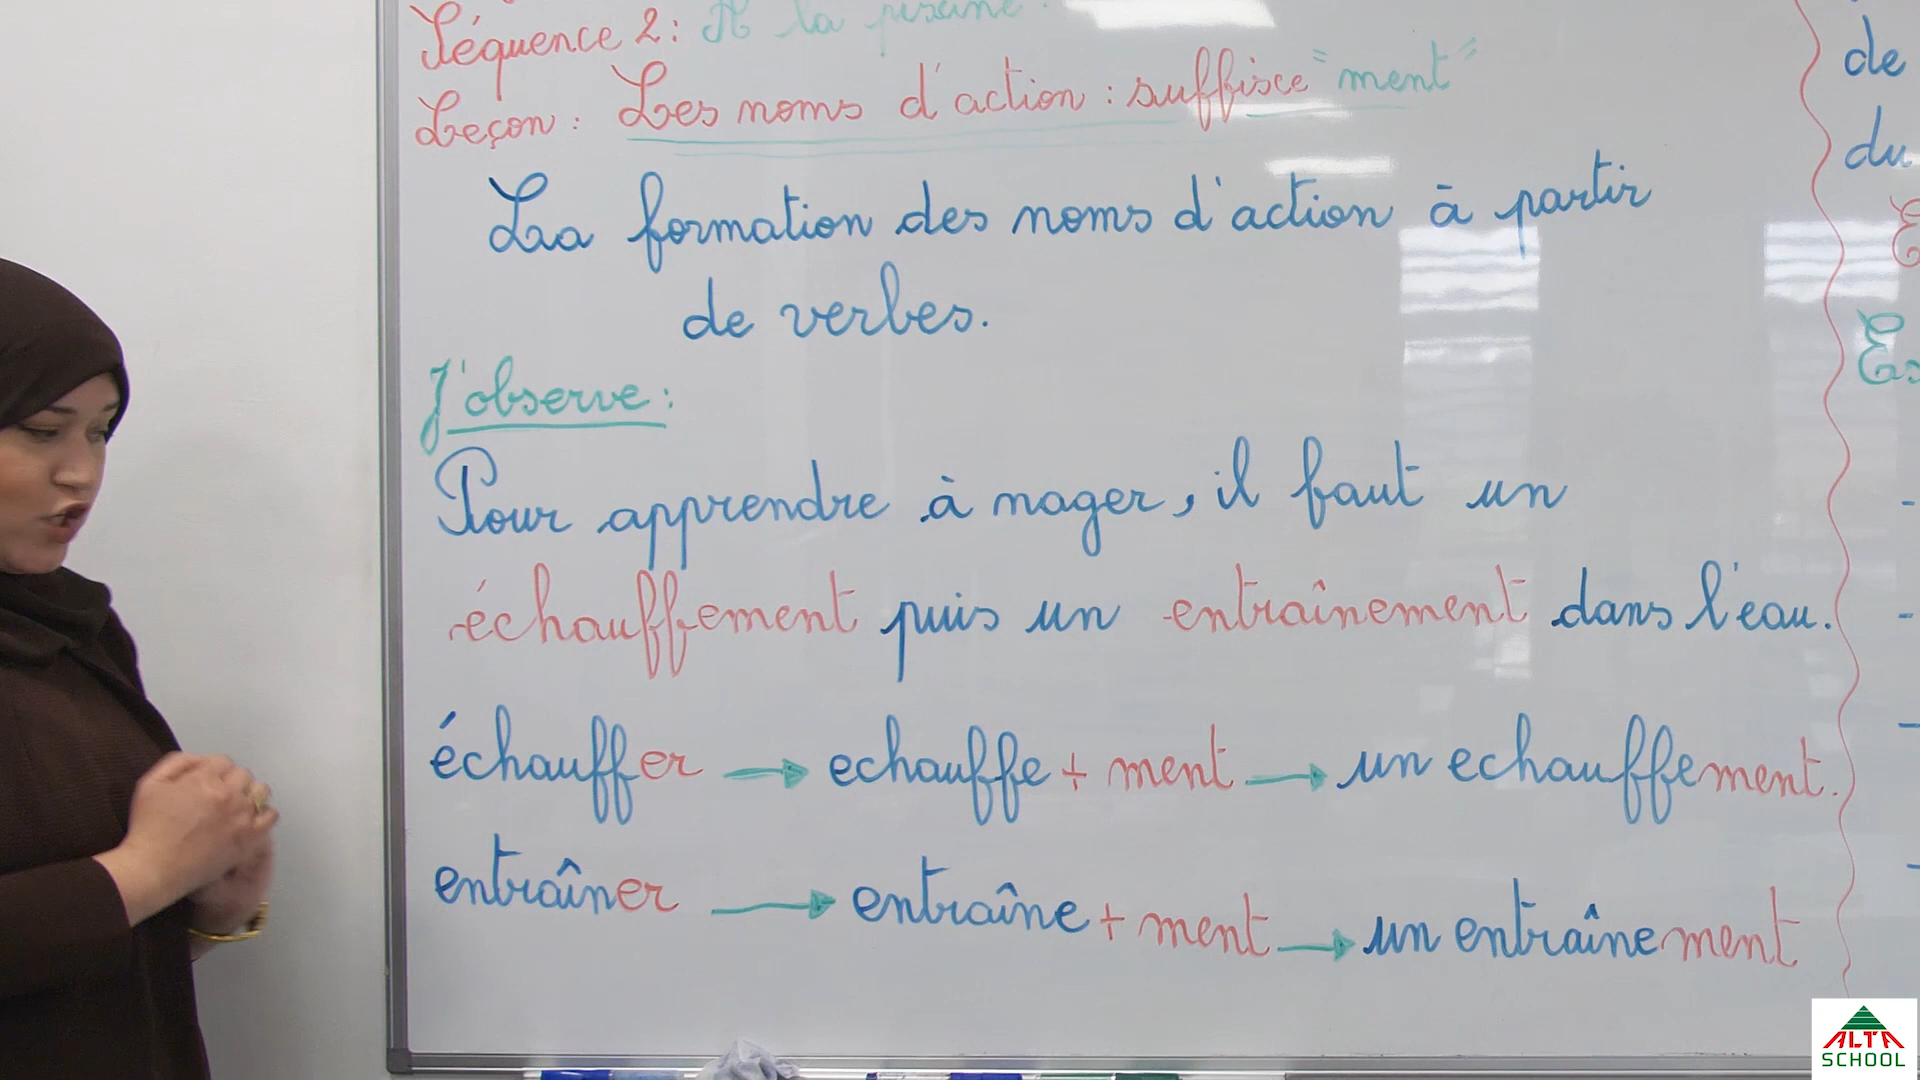 Séquence 2: A la piscine.
Leçon: Les noms d'action: suffixe "ment"
La formation des noms d'action à partir
de verbes.
J'observe:
Pour apprendre à nager, il faut un
échauffement puis un entraînement dans l'eau.
échauffer → echauffe + ment → un echauffement.
entraîner → entraîne + ment → un entraînement
de
du
ALTA
SCHOOL